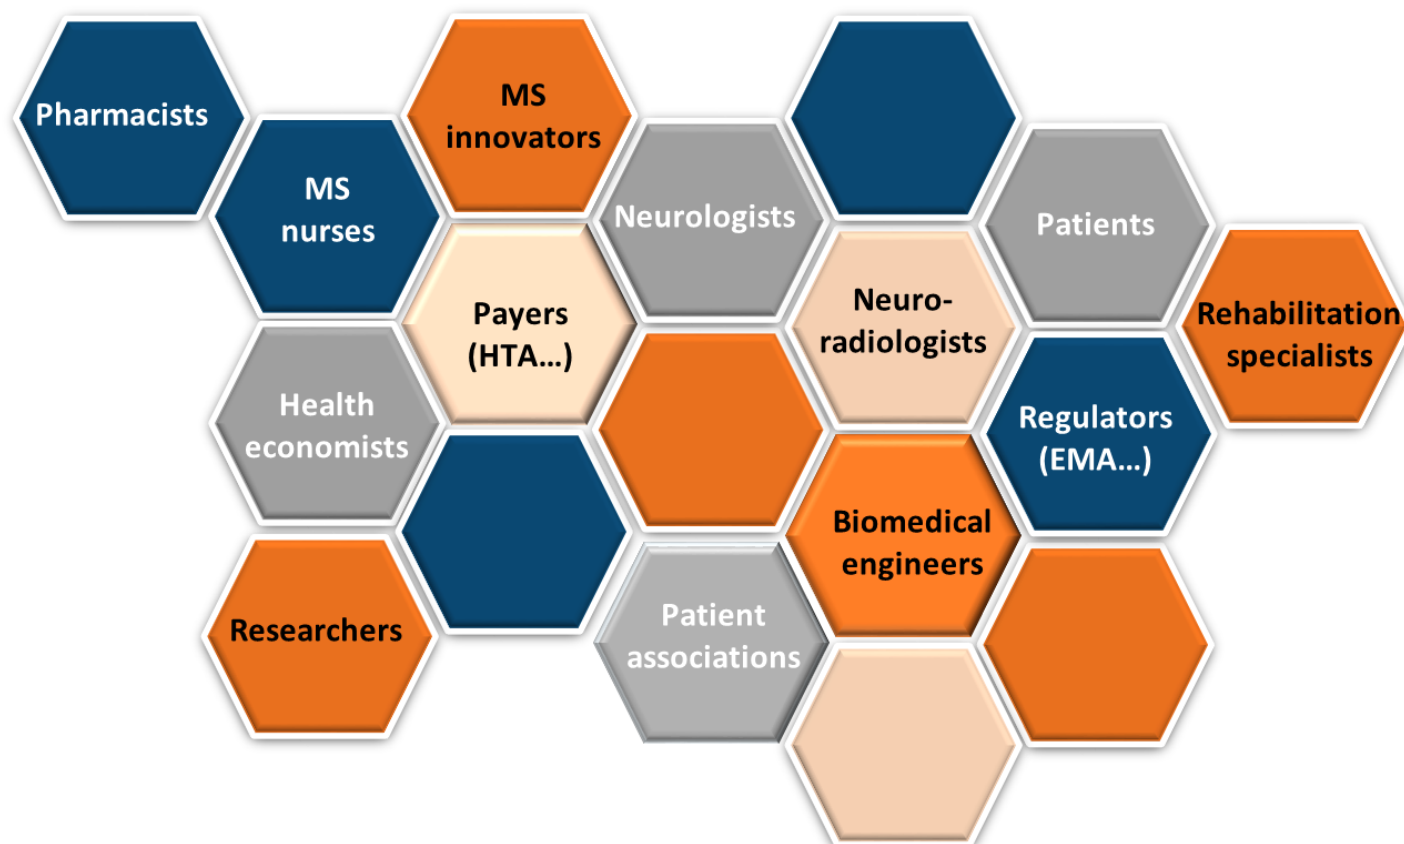 Pharmacists
MS
nurses
MS
innovators
Neurologists
Patients
Rehabilitation
specialists
Payers
(HTA…)
Neuro-
radiologists
Health
economists
Regulators
(EMA…)
Biomedical
engineers
Researchers
Patient
associations